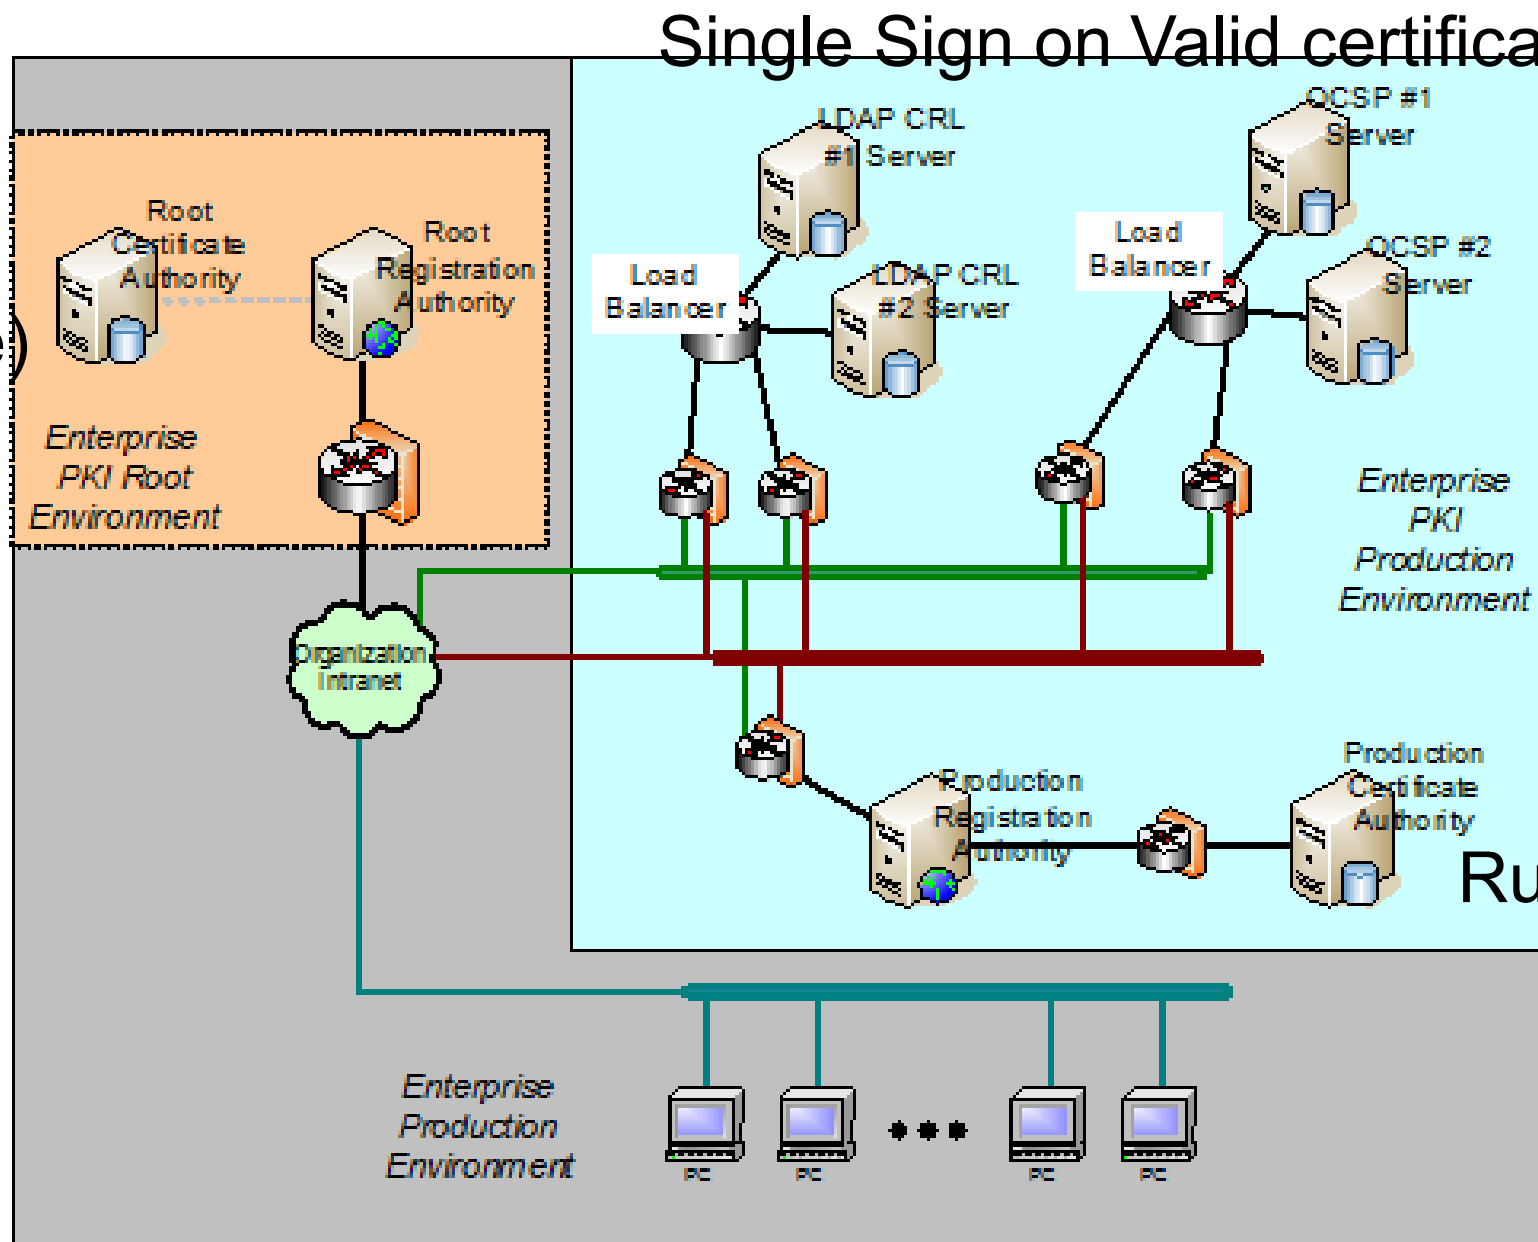 Single Sign on Valid certifica
LDAP CRL
#1 Server
OCSP #1
Server
Root
Certificate
Authority
Root
Registration
Authority
Load
Balancer
LDAP CRL
#2 Server
Load
Balancer
OCSP #2
Server
)
Enterprise
PKI Root
Environment
Enterprise
PKI
Production
Environment
Organization
Intranet
Production
Registration
Authority
Production
Certificate
Authority
Ru
Enterprise
Production
Environment
PC
PC
PC
PC